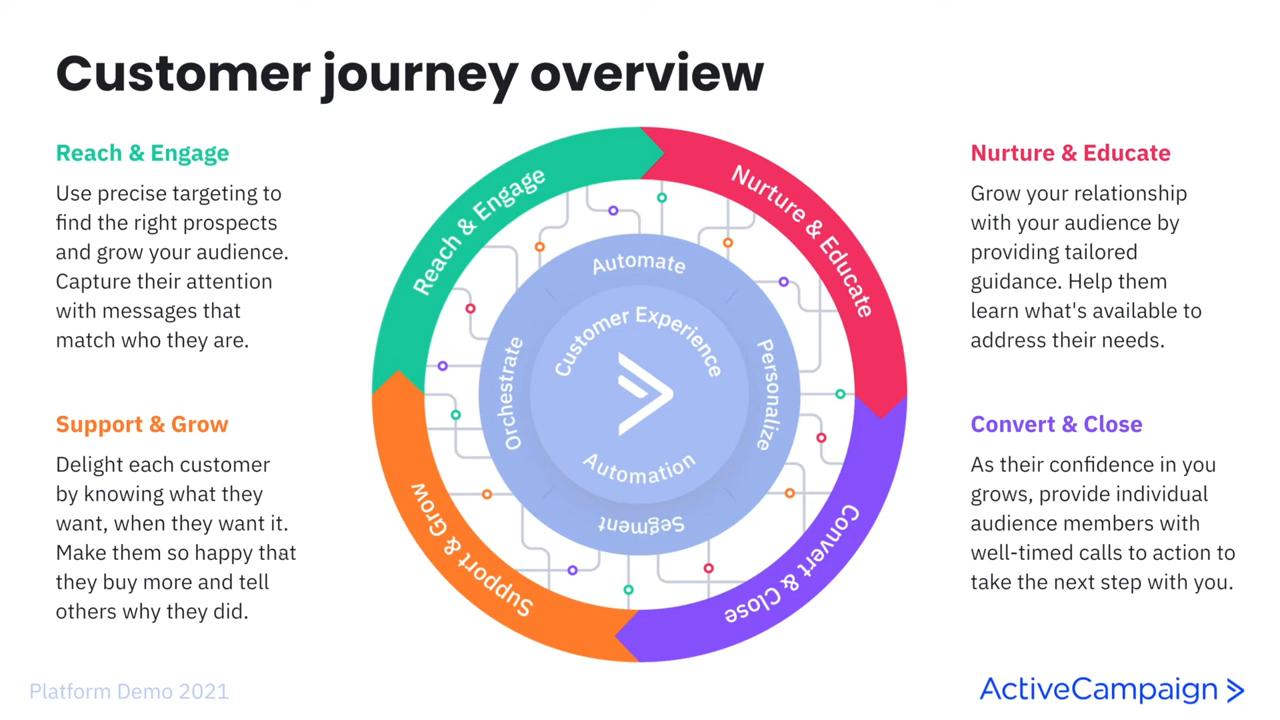 Customer journey overview
Reach & Engage
Use precise targeting to
find the right prospects
and grow your audience.
Capture their attention
with messages that
match who they are.
Support & Grow
Delight each customer
by knowing what they
want, when they want it.
Make them so happy that
they buy more and tell
others why they did.
Reach & Engage
Nurture & Educate
Convert & Close
Support & Grow
Automate
Personalize
Segment
Orchestrate
Customer Experience
Automation
Nurture & Educate
Grow your relationship
with your audience by
providing tailored
guidance. Help them
learn what's available to
address their needs.
Convert & Close
As their confidence in you
grows, provide individual
audience members with
well-timed calls to action to
take the next step with you.
Platform Demo 2021
ActiveCampaign